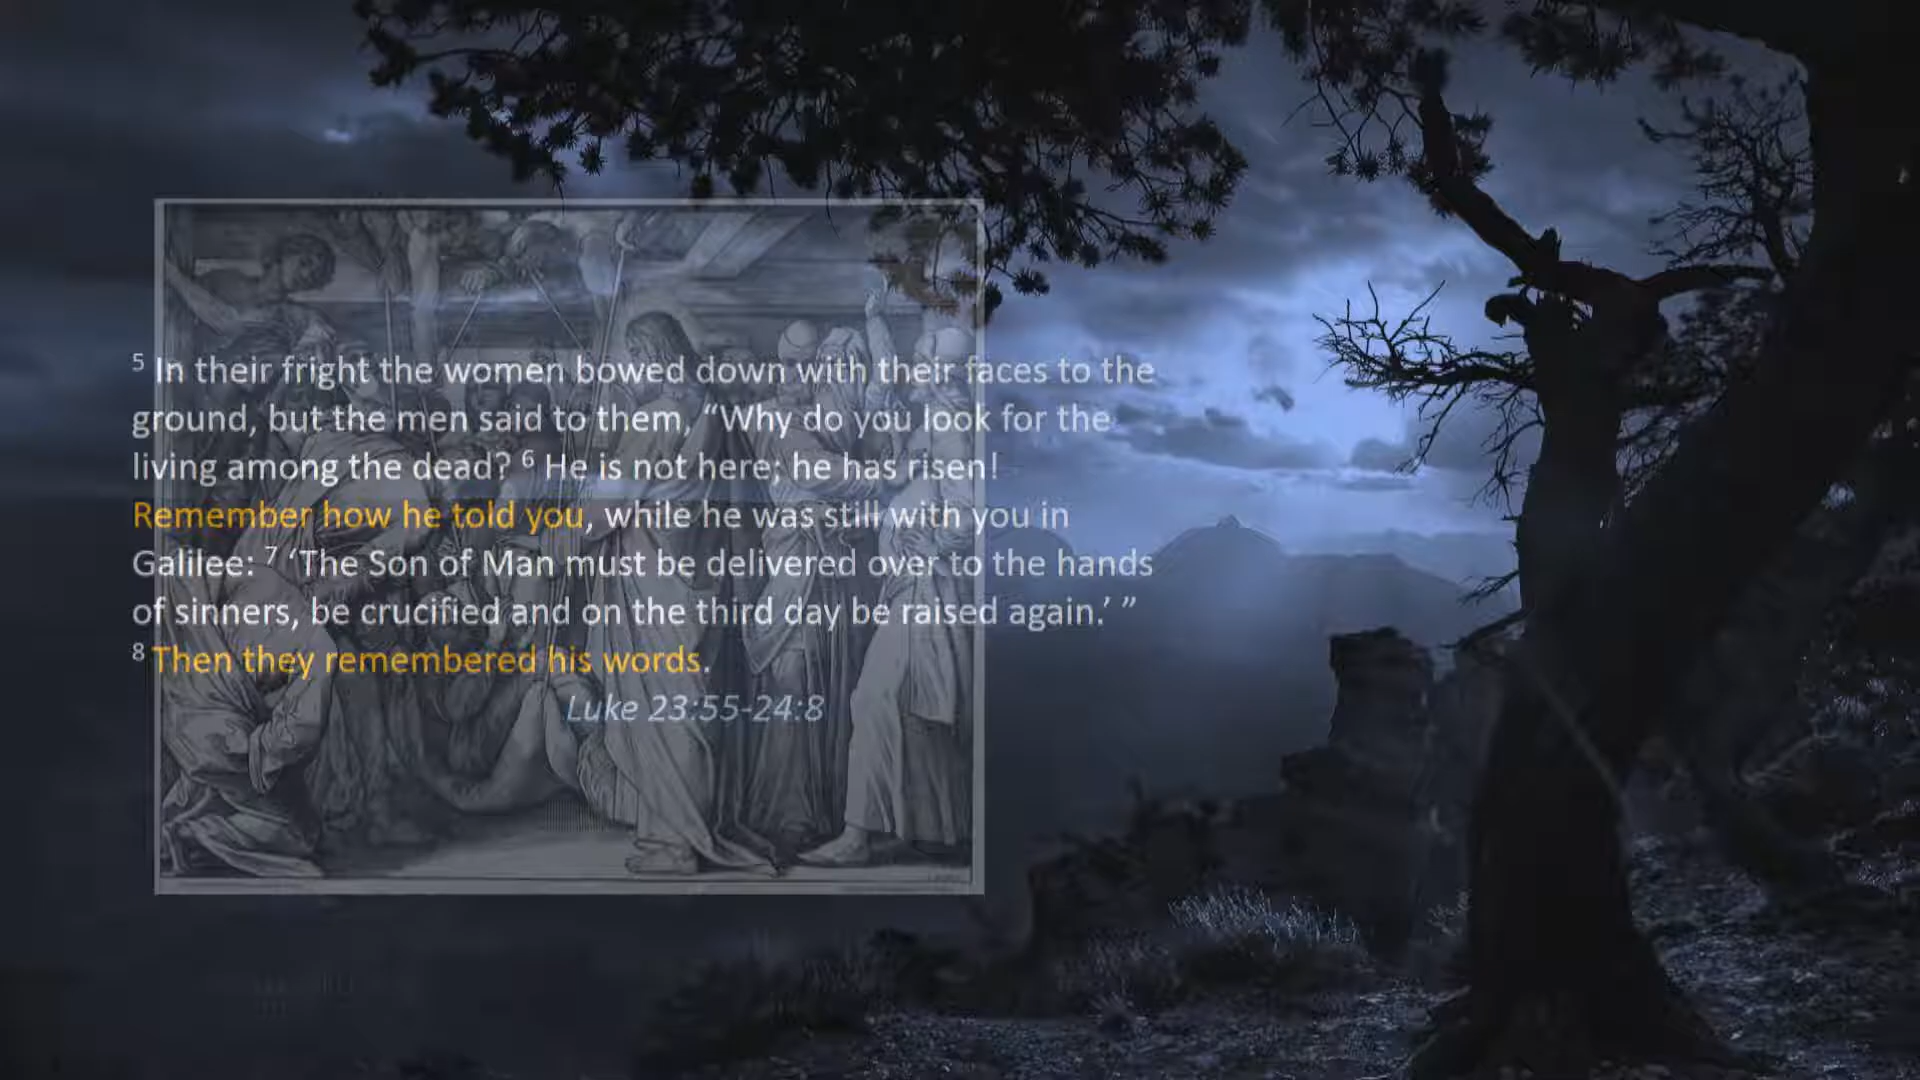 5 In their fright the women bowed down with their faces to the
ground, but the men said to them, “Why do you look for the
living among the dead? 6 He is not here; he has risen!
Remember how he told you, while he was still with you in
Galilee: 7 ‘The Son of Man must be delivered over to the hands
of sinners, be crucified and on the third day be raised again.’ ”
8 Then they remembered his words.
Luke 23:55-24:8